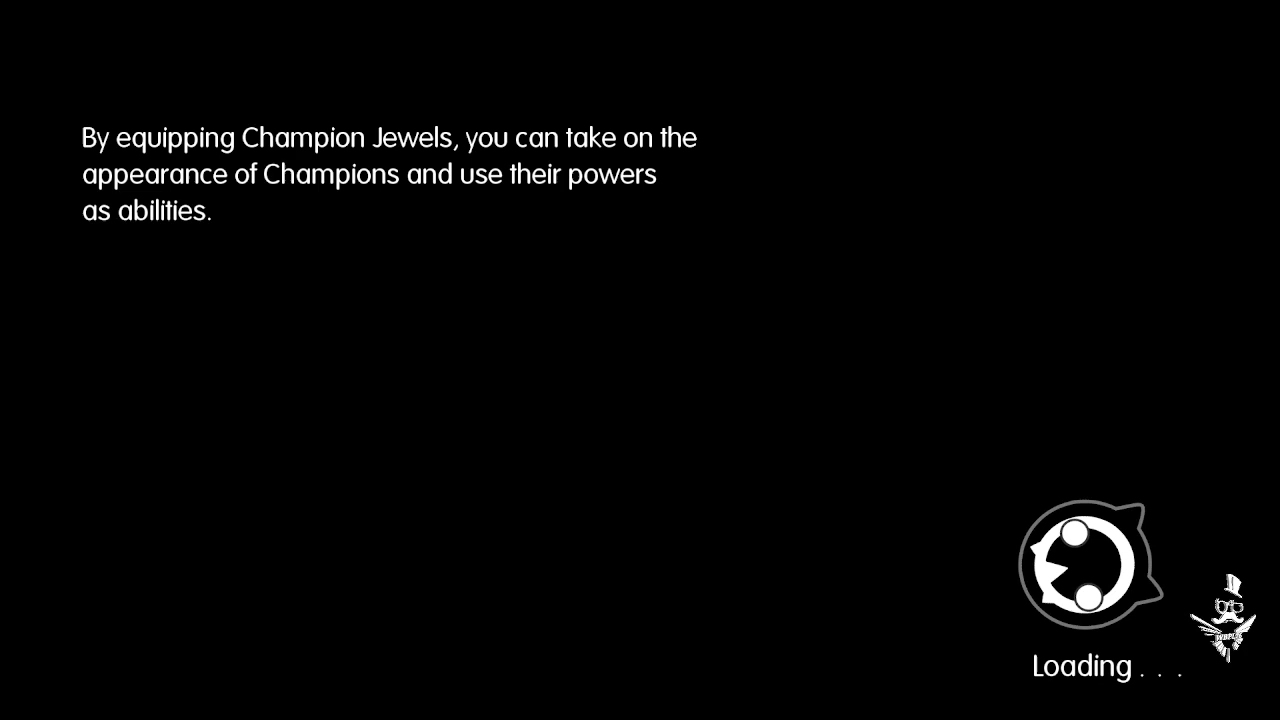 By equipping Champion Jewels, you can take on the
appearance of Champions and use their powers
as abilities.
Loading . . .